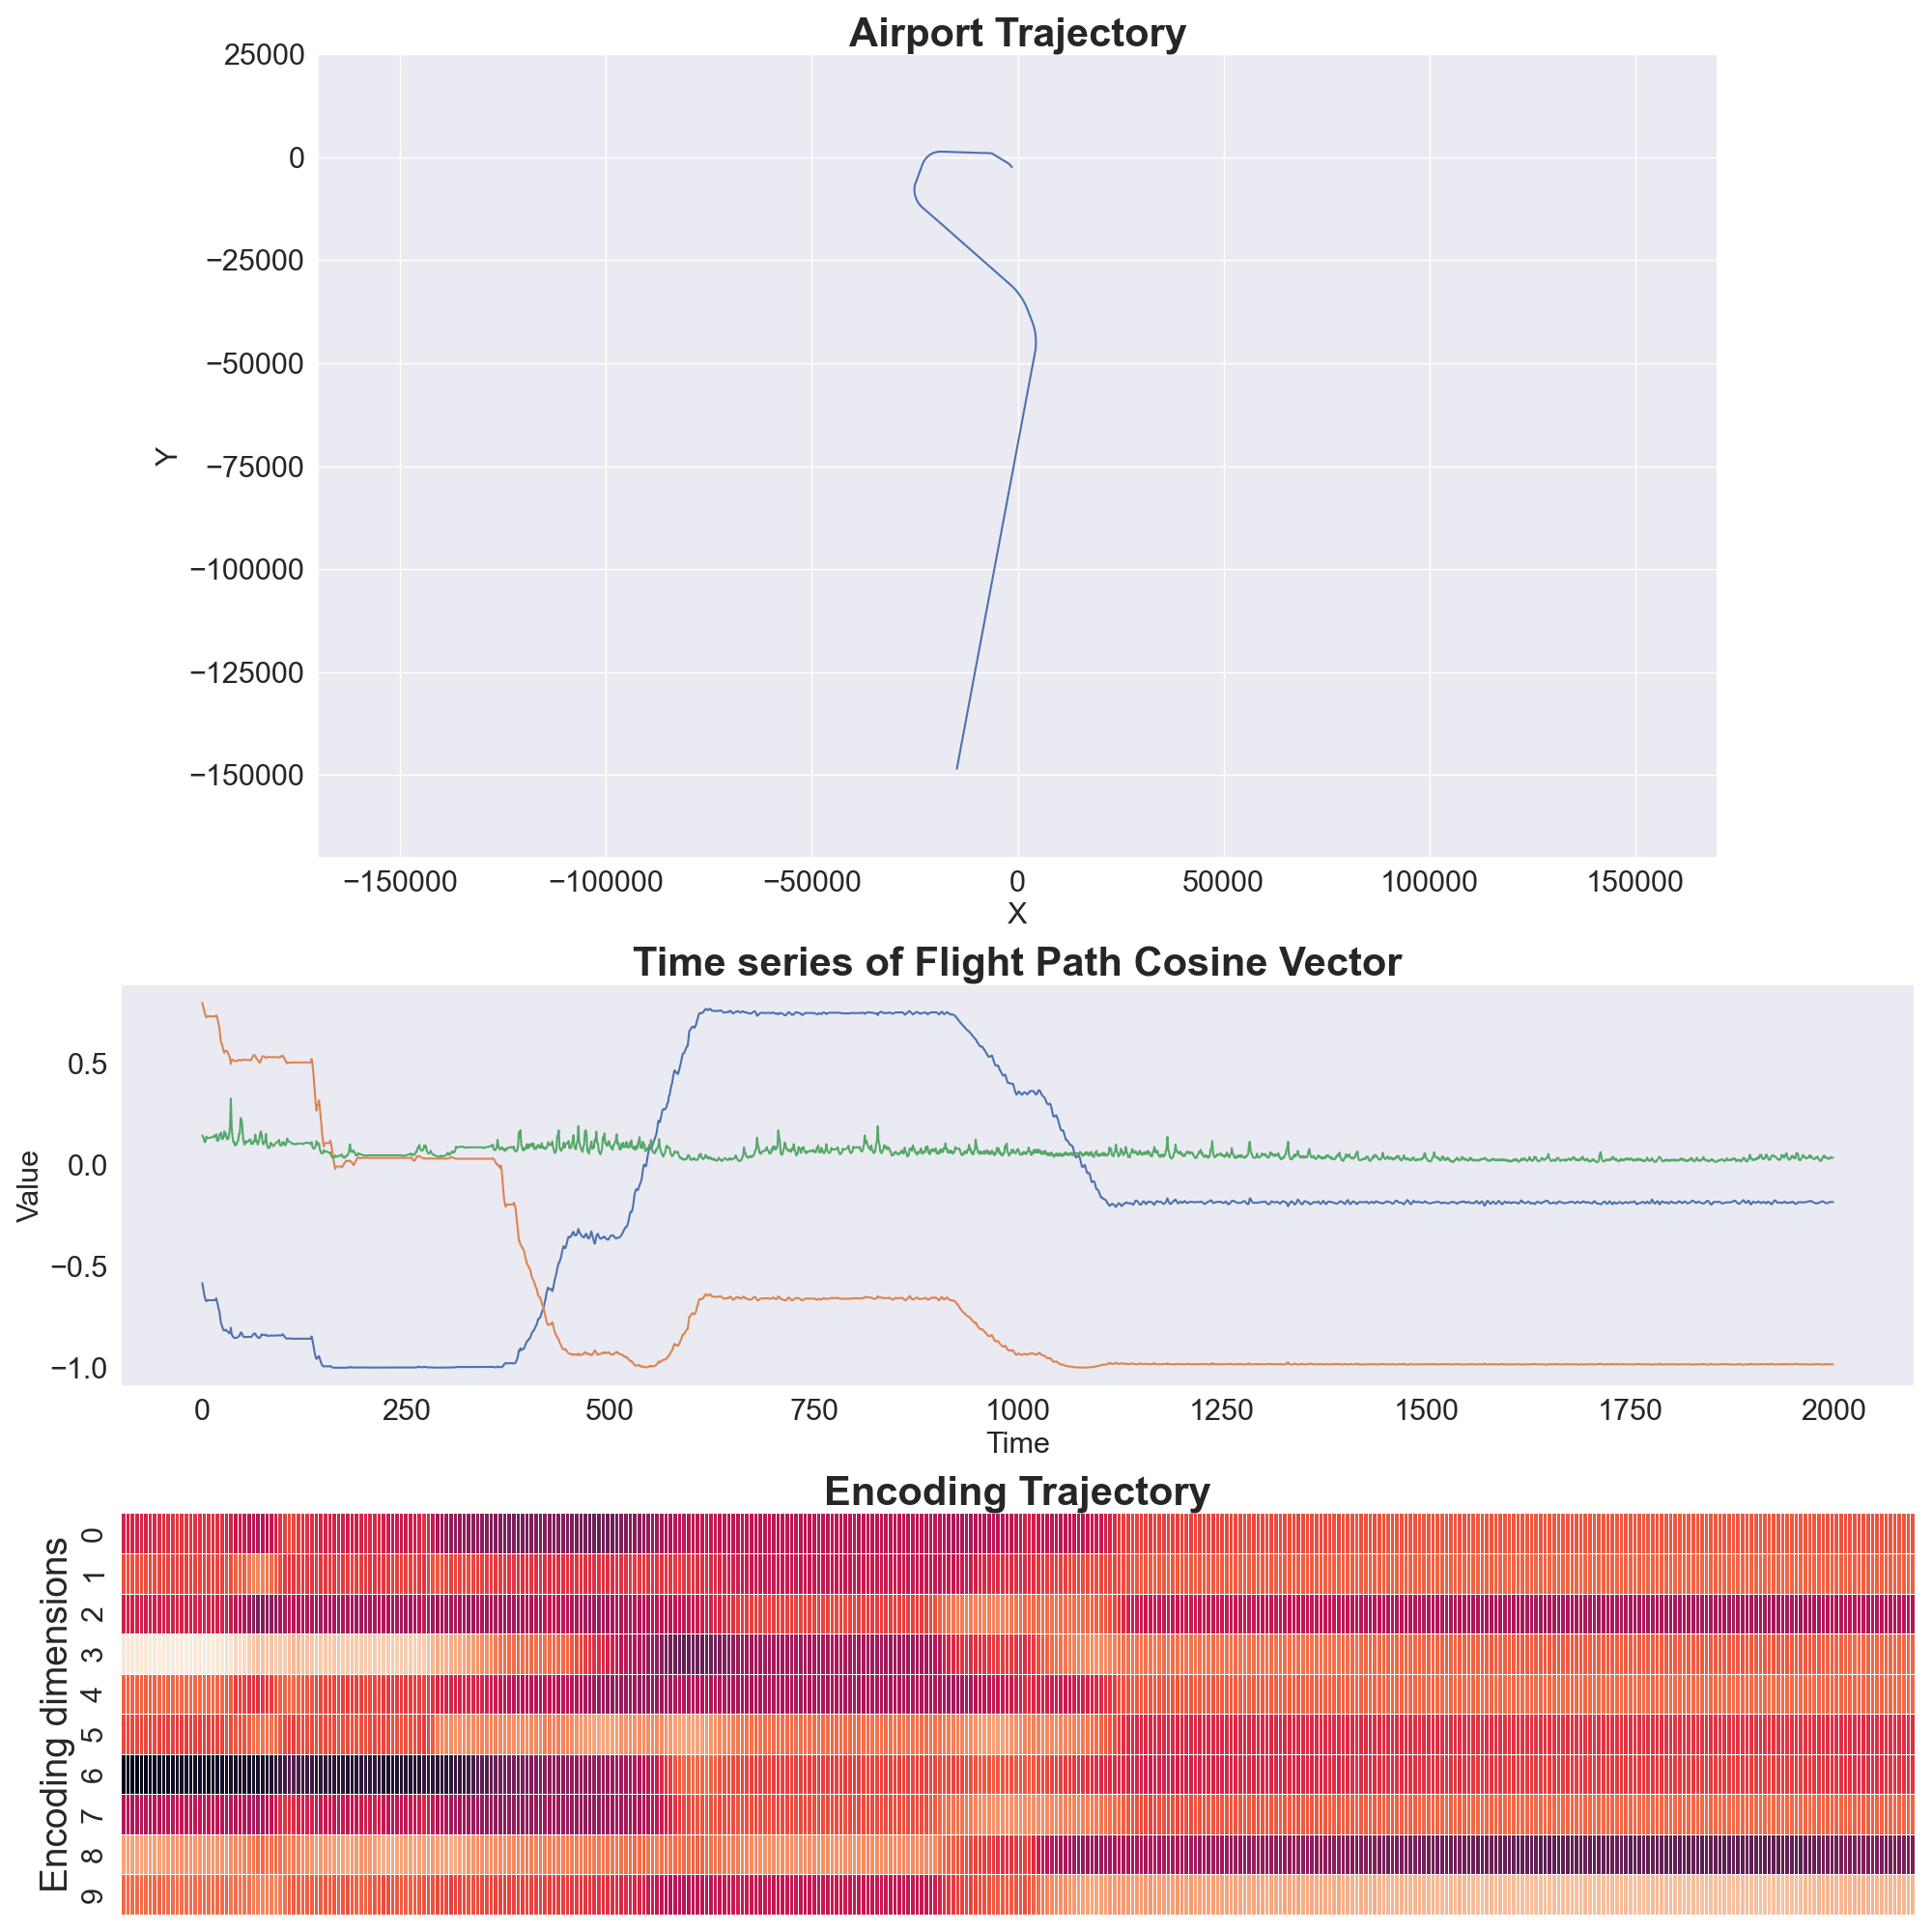 Airport Trajectory
25000
0
−25000
−50000
−75000
−100000
−125000
−150000
Y
−150000 −100000 −50000 0 50000 100000 150000
X
Time series of Flight Path Cosine Vector
0.5
0.0
−0.5
−1.0
Value
0 250 500 750 1000 1250 1500 1750 2000
Time
Encoding Trajectory
Encoding dimensions
0
1
2
3
4
5
6
7
8
9